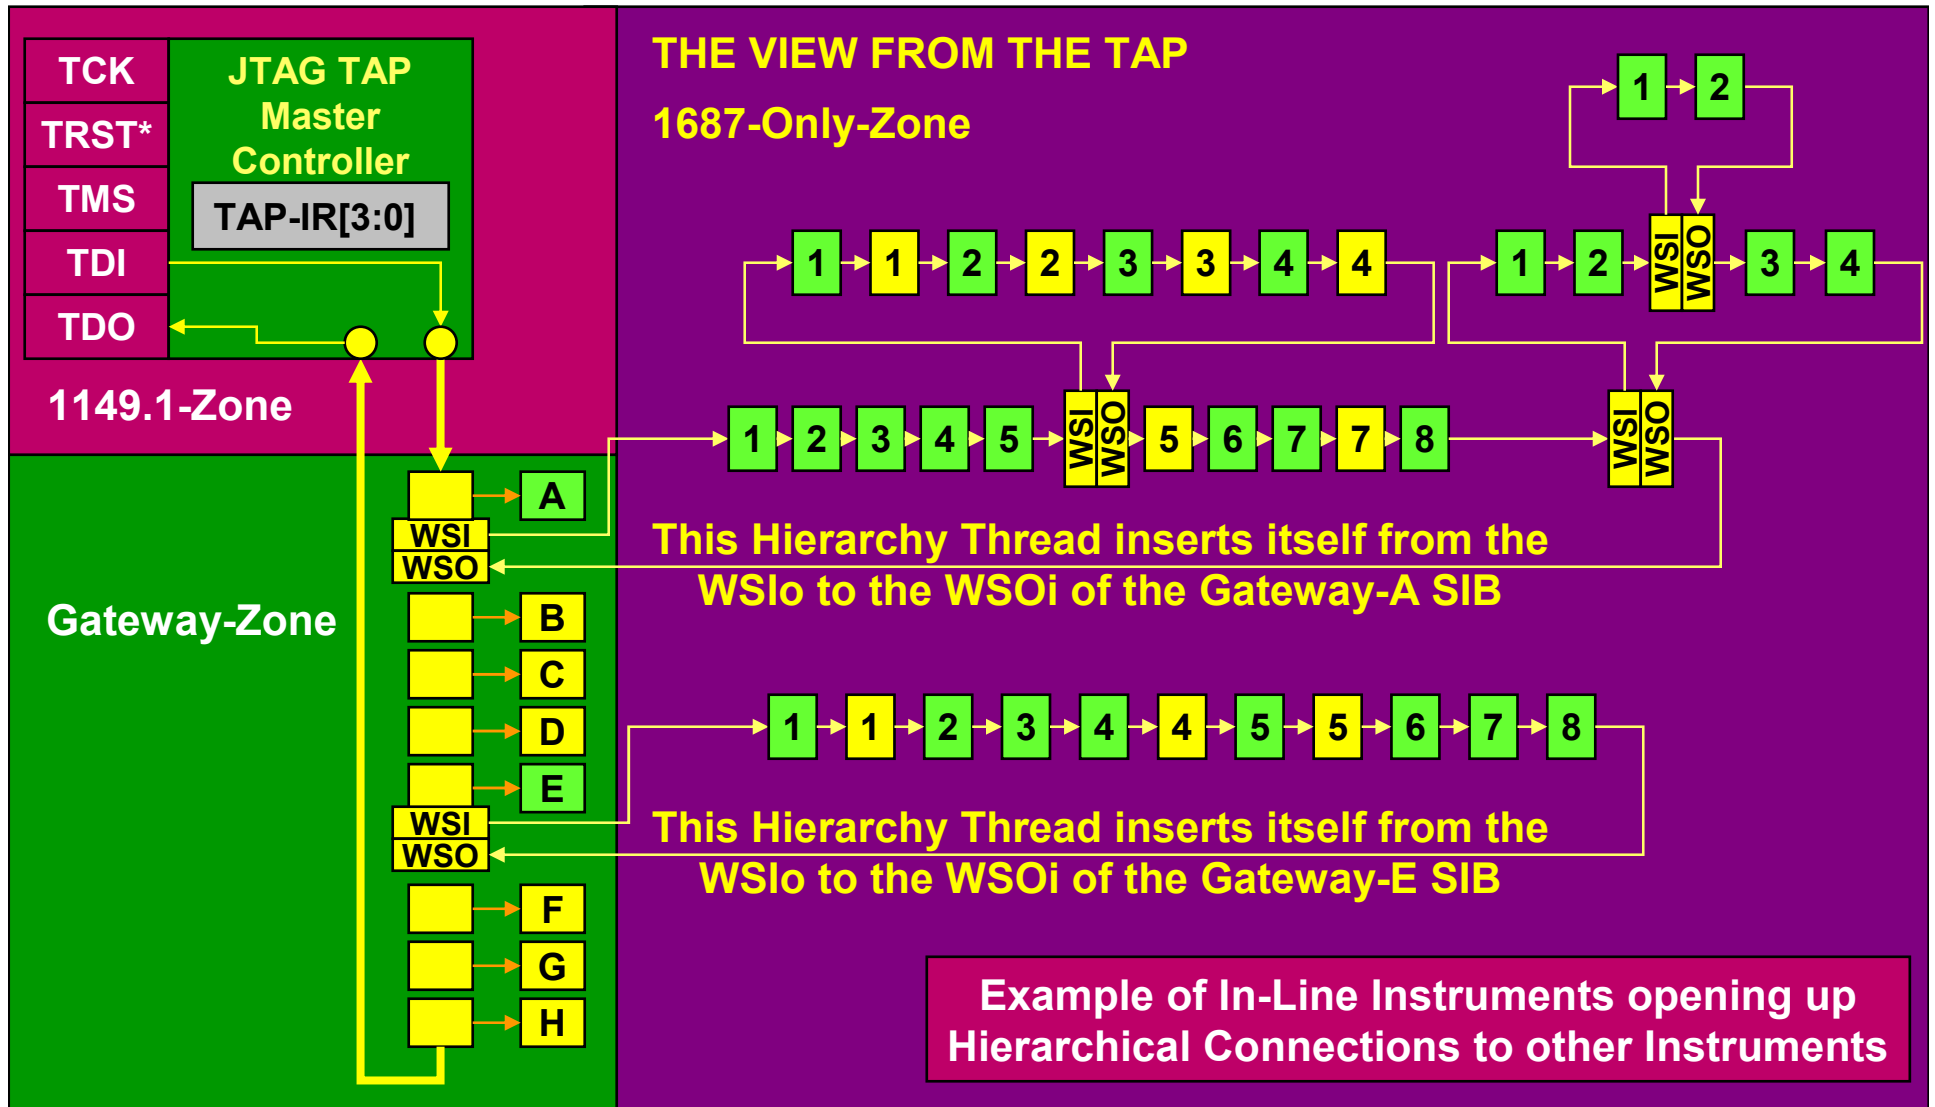 TCK
TRST*
TMS
TDI
TDO
JTAG TAP
Master
Controller
TAP-IR[3:0]
1149.1-Zone
THE VIEW FROM THE TAP
1687-Only-Zone
1 2
1 1 2 2 3 3 4 4
1 2 WSI WSO 3 4
1 2 3 4 5 WSI WSO 5 6 7 7 8 WSI WSO
A
WSI
WSO
This Hierarchy Thread inserts itself from the
WSIo to the WSOi of the Gateway-A SIB
Gateway-Zone
B
C
D
E
WSI
WSO
1 1 2 3 4 4 5 5 6 7 8
This Hierarchy Thread inserts itself from the
WSIo to the WSOi of the Gateway-E SIB
F
G
H
Example of In-Line Instruments opening up
Hierarchical Connections to other Instruments